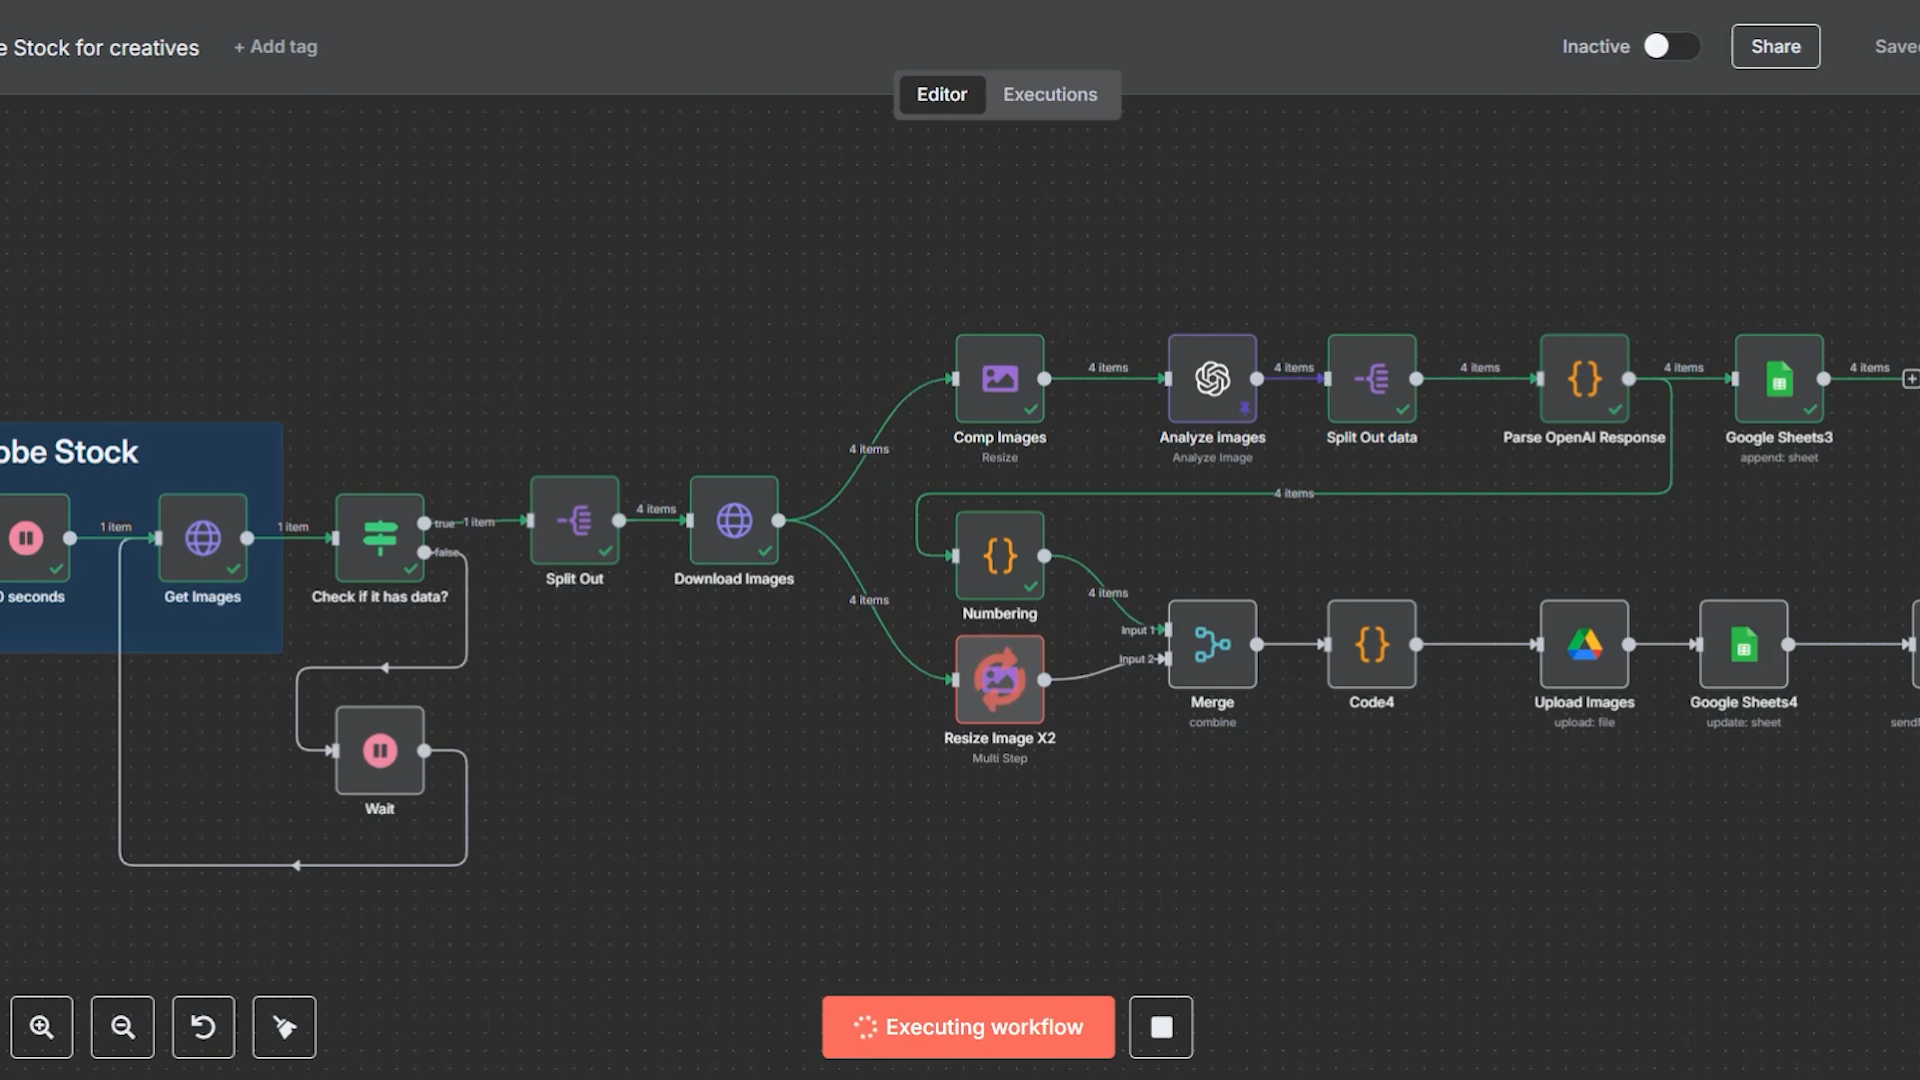 e Stock for creatives
+ Add tag
Inactive
Share
Save
Editor
Executions
4 items
4 items
4 items
4 items
4 items
Comp Images
Resize
Analyze images
Analyze Image
Split Out data
Parse OpenAI Response
Google Sheets3
append: sheet
4 items
obe Stock
4 items
1 item
1 item
true
1 item
false
4 items
0 seconds
Get Images
Check if it has data?
Split Out
Download Images
4 items
4 items
Numbering
Input 1
Input 2
Resize Image X2
Multi Step
Merge
combine
Code4
Upload Images
upload: file
Google Sheets4
update: sheet
send
Wait
Executing workflow